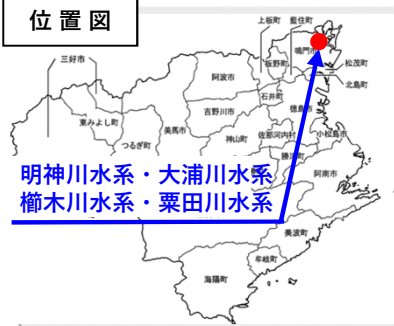 位置図
上板町
藍住町
鳴門市
三好市
阿波市
板野町
松茂町
北島町
石井町
東みよし町
吉野川市
徳島市
美馬市
つるぎ町
神山町
佐那河内村
小松島市
勝浦町
明神川水系・大浦川水系
櫛木川水系・粟田川水系
阿南市
美波町
牟岐町
海陽町